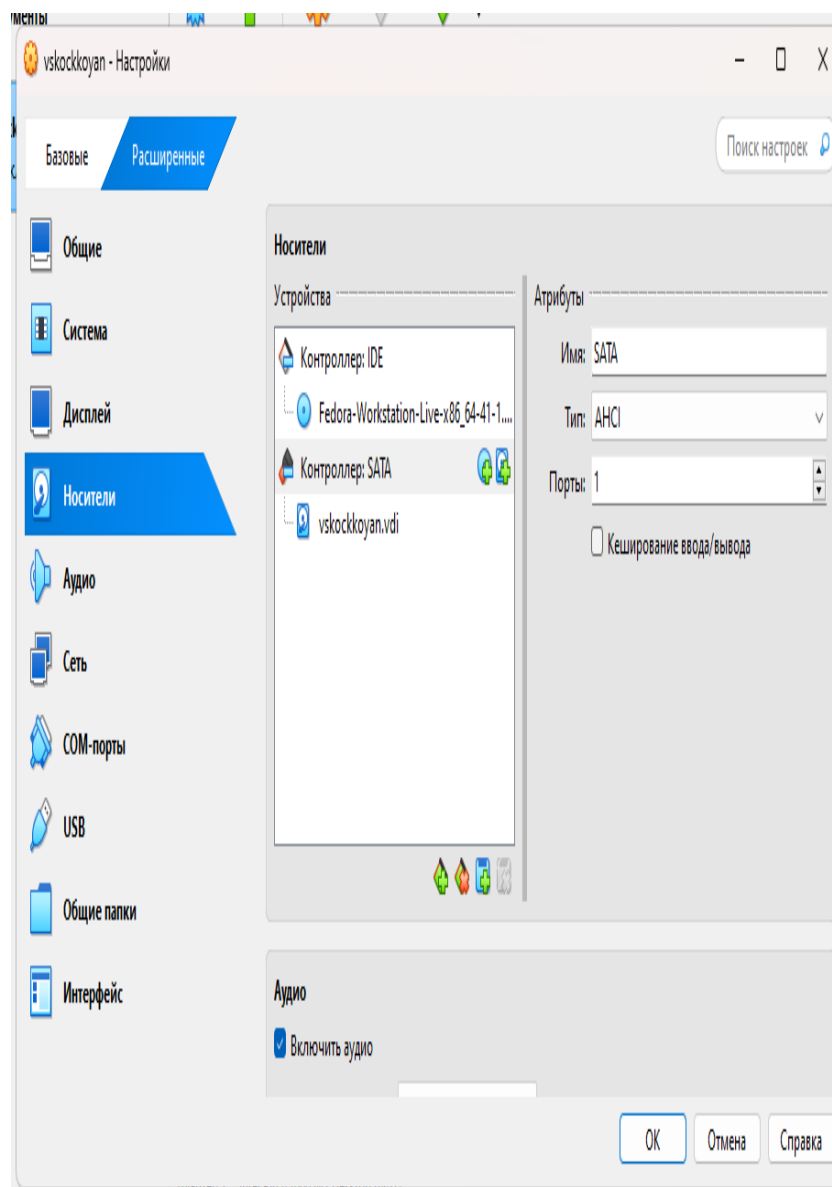 менты
vskockkoyan - Настройки
Базовые
Расширенные
Поиск настроек
Общие
Система
Дисплей
Носители
Аудио
Сеть
COM-порты
USB
Общие папки
Интерфейс
Носители
Устройства
Контроллер: IDE
Fedora-Workstation-Live-x86_64-41-1....
Контроллер: SATA
vskockkoyan.vdi
Атрибуты
Имя: SATA
Тип: AHCI
Порты: 1
Кеширование ввода/вывода
Аудио
Включить аудио
OK
Отмена
Справка